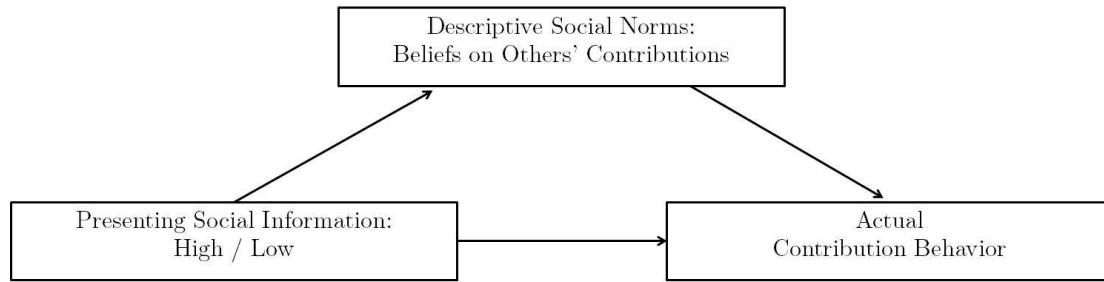 Descriptive Social Norms:
Beliefs on Others' Contributions
Presenting Social Information:
High / Low
Actual
Contribution Behavior